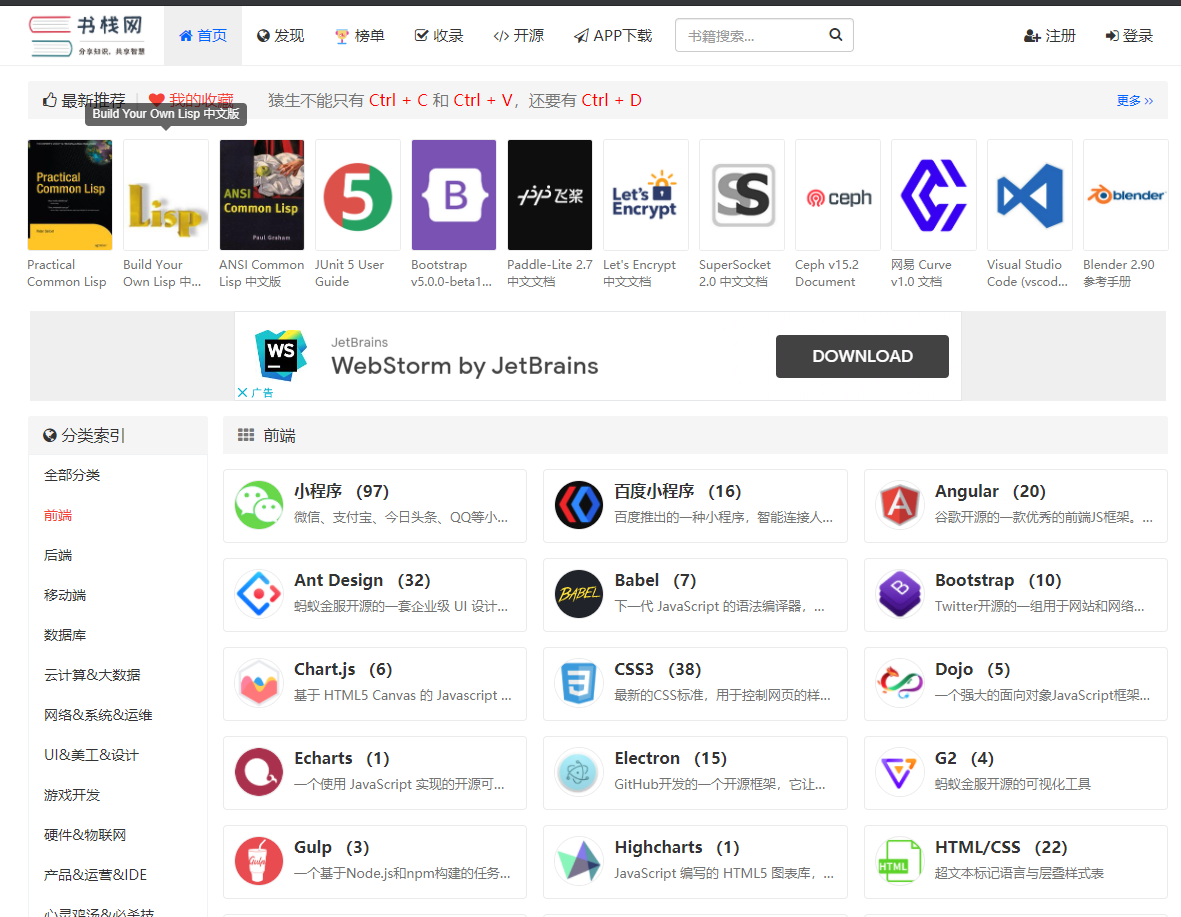 书栈网
分享知识，共享智慧
首页
发现
榜单
收录
开源
APP下载
书籍搜索...
注册
登录
最新推荐
我的收藏
猿生不能只有 Ctrl + C 和 Ctrl + V，还要有 Ctrl + D
更多
Build Your Own Lisp 中文版
Practical
Common Lisp
Lisp
ANSI
Common Lisp
Paul Graham
5
B
飞桨
Let's
Encrypt
S
ceph
blender
Practical
Common Lisp
Build Your
Own Lisp 中...
ANSI Common
Lisp 中文版
JUnit 5 User
Guide
Bootstrap
v5.0.0-beta1...
Paddle-Lite 2.7
中文文档
Let's Encrypt
中文文档
SuperSocket
2.0 中文文档
Ceph v15.2
Document
网易 Curve
v1.0 文档
Visual Studio
Code (vscod...
Blender 2.90
参考手册
WS
JetBrains
WebStorm by JetBrains
DOWNLOAD
广告
分类索引
全部分类
前端
后端
移动端
数据库
云计算&大数据
网络&系统&运维
UI&美工&设计
游戏开发
硬件&物联网
产品&运营&IDE
心灵鸡汤&必杀技
前端
小程序 (97)
微信、支付宝、今日头条、QQ等小...
百度小程序 (16)
百度推出的一种小程序，智能连接人...
Angular (20)
谷歌开源的一款优秀的前端JS框架。...
Ant Design (32)
蚂蚁金服开源的一套企业级 UI 设计...
BABEL
Babel (7)
下一代 JavaScript 的语法编译器，...
B
Bootstrap (10)
Twitter开源的一组用于网站和网络...
Chart.js (6)
基于 HTML5 Canvas 的 Javascript ...
3
CSS3 (38)
最新的CSS标准，用于控制网页的样...
Dojo (5)
一个强大的面向对象JavaScript框架...
Echarts (1)
一个使用 JavaScript 实现的开源可...
Electron (15)
GitHub开发的一个开源框架，它让...
G2 (4)
蚂蚁金服开源的可视化工具
Gulp
Gulp (3)
一个基于Node.js和npm构建的任务...
Highcharts (1)
JavaScript 编写的 HTML5 图表库，...
HTML
HTML/CSS (22)
超文本标记语言与层叠样式表